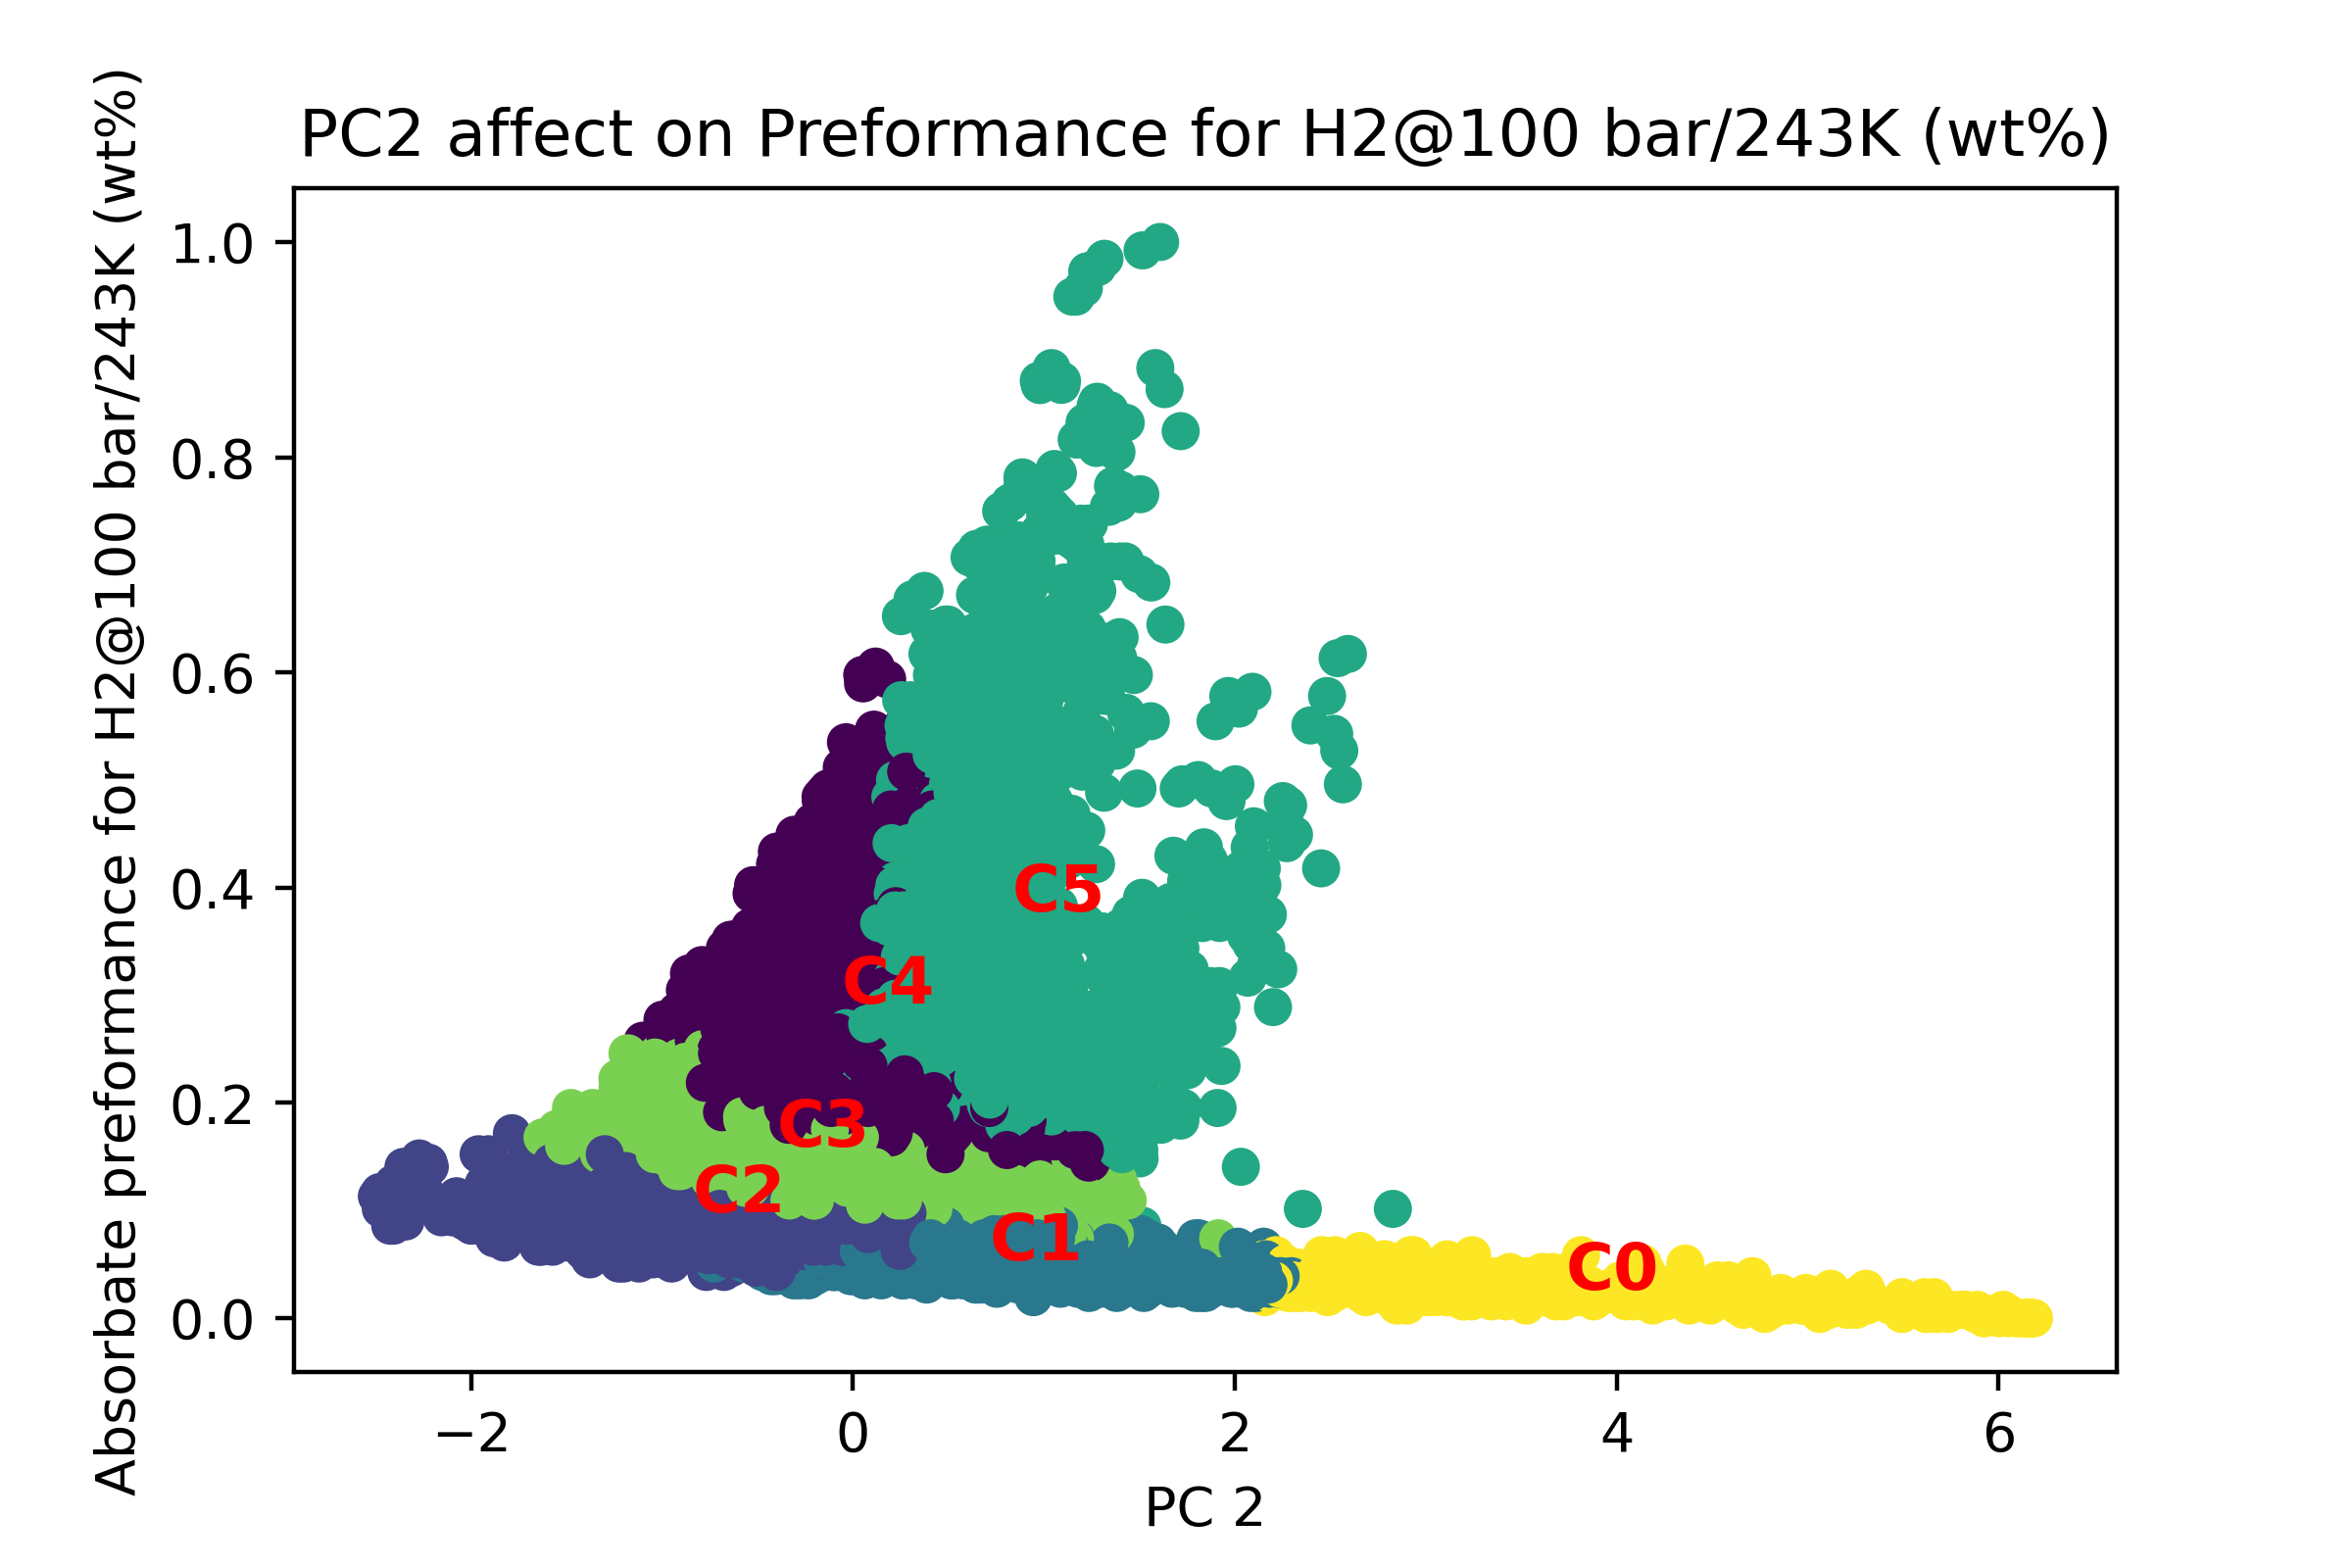 PC2 affect on Preformance for H2@100 bar/243K (wt%)
Absorbate preformance for H2@100 bar/243K (wt%)
1.0
0.8
0.6
0.4
0.2
0.0
C5
C4
C3
C2
C1
C0
−2
0
2
4
6
PC 2